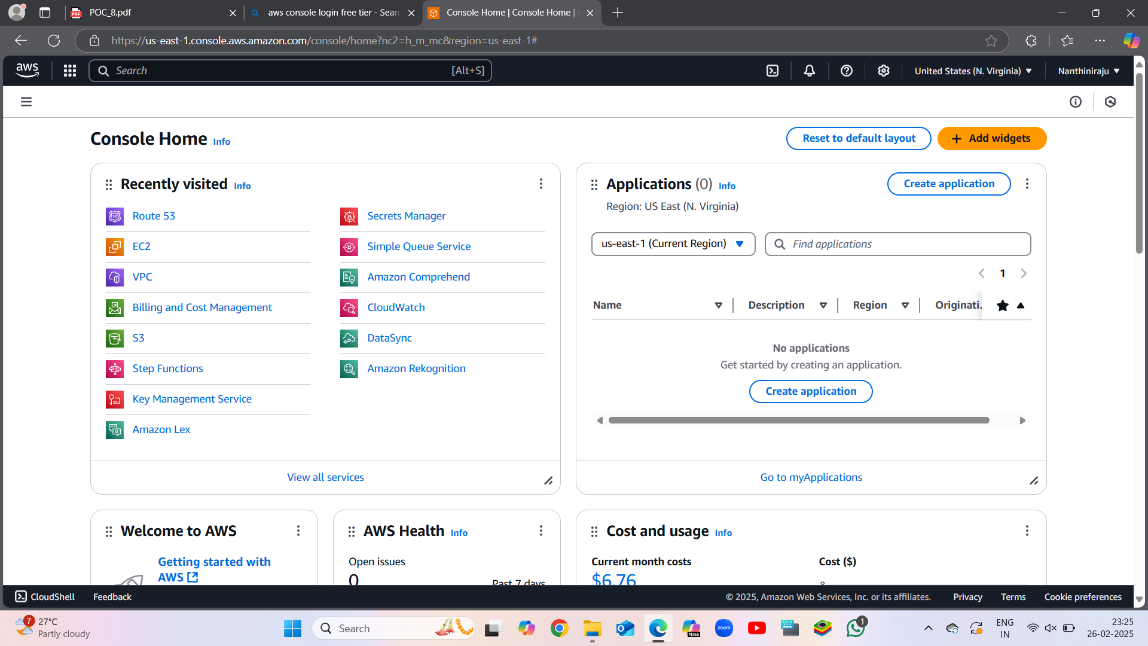 POC_8.pdf
aws console login free tier - Searc
Console Home | Console Home |
https://us-east-1.console.aws.amazon.com/console/home?nc2=h_m_mc&region=us-east-1#
aws
Search
[Alt+S]
United States (N. Virginia)
Nanthiniraju
Console Home Info
Reset to default layout
Add widgets
Recently visited Info
Route 53
EC2
VPC
Billing and Cost Management
S3
Step Functions
Key Management Service
Amazon Lex
Secrets Manager
Simple Queue Service
Amazon Comprehend
CloudWatch
DataSync
Amazon Rekognition
View all services
Applications (0) Info
Region: US East (N. Virginia)
Create application
us-east-1 (Current Region)
Find applications
1
Name
Description
Region
Originati.
No applications
Get started by creating an application.
Create application
Go to myApplications
Welcome to AWS
Getting started with
AWS
AWS Health Info
Open issues
0
Past 7 days
Cost and usage Info
Current month costs
$6.76
Cost ($)
CloudShell
Feedback
© 2025, Amazon Web Services, Inc. or its affiliates.
Privacy
Terms
Cookie preferences
7
27°C
Partly cloudy
Search
zoom
1
ENG
IN
23:25
26-02-2025